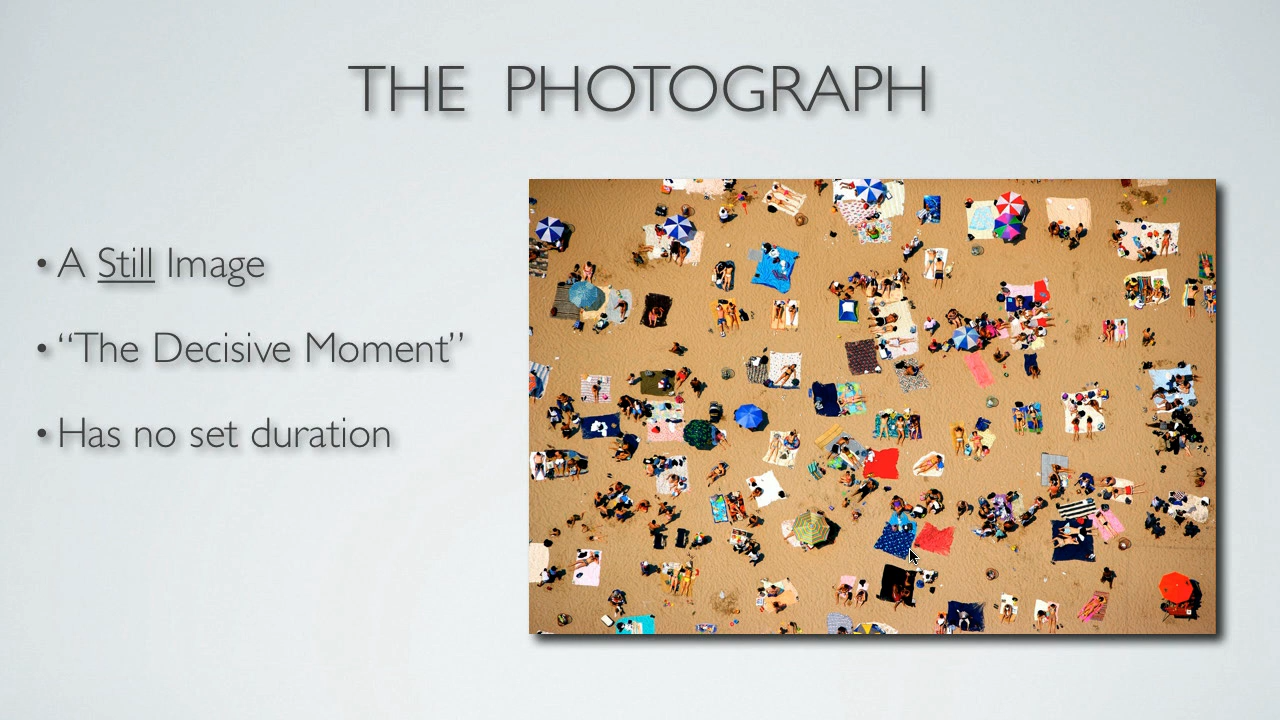 THE PHOTOGRAPH
• A Still Image
• “The Decisive Moment”
• Has no set duration